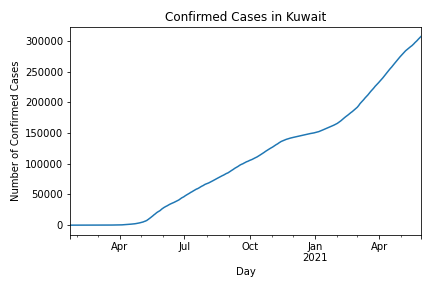 Confirmed Cases in Kuwait
300000
250000
200000
150000
100000
50000
0
Number of Confirmed Cases
Apr Jul Oct Jan Apr
2021
Day